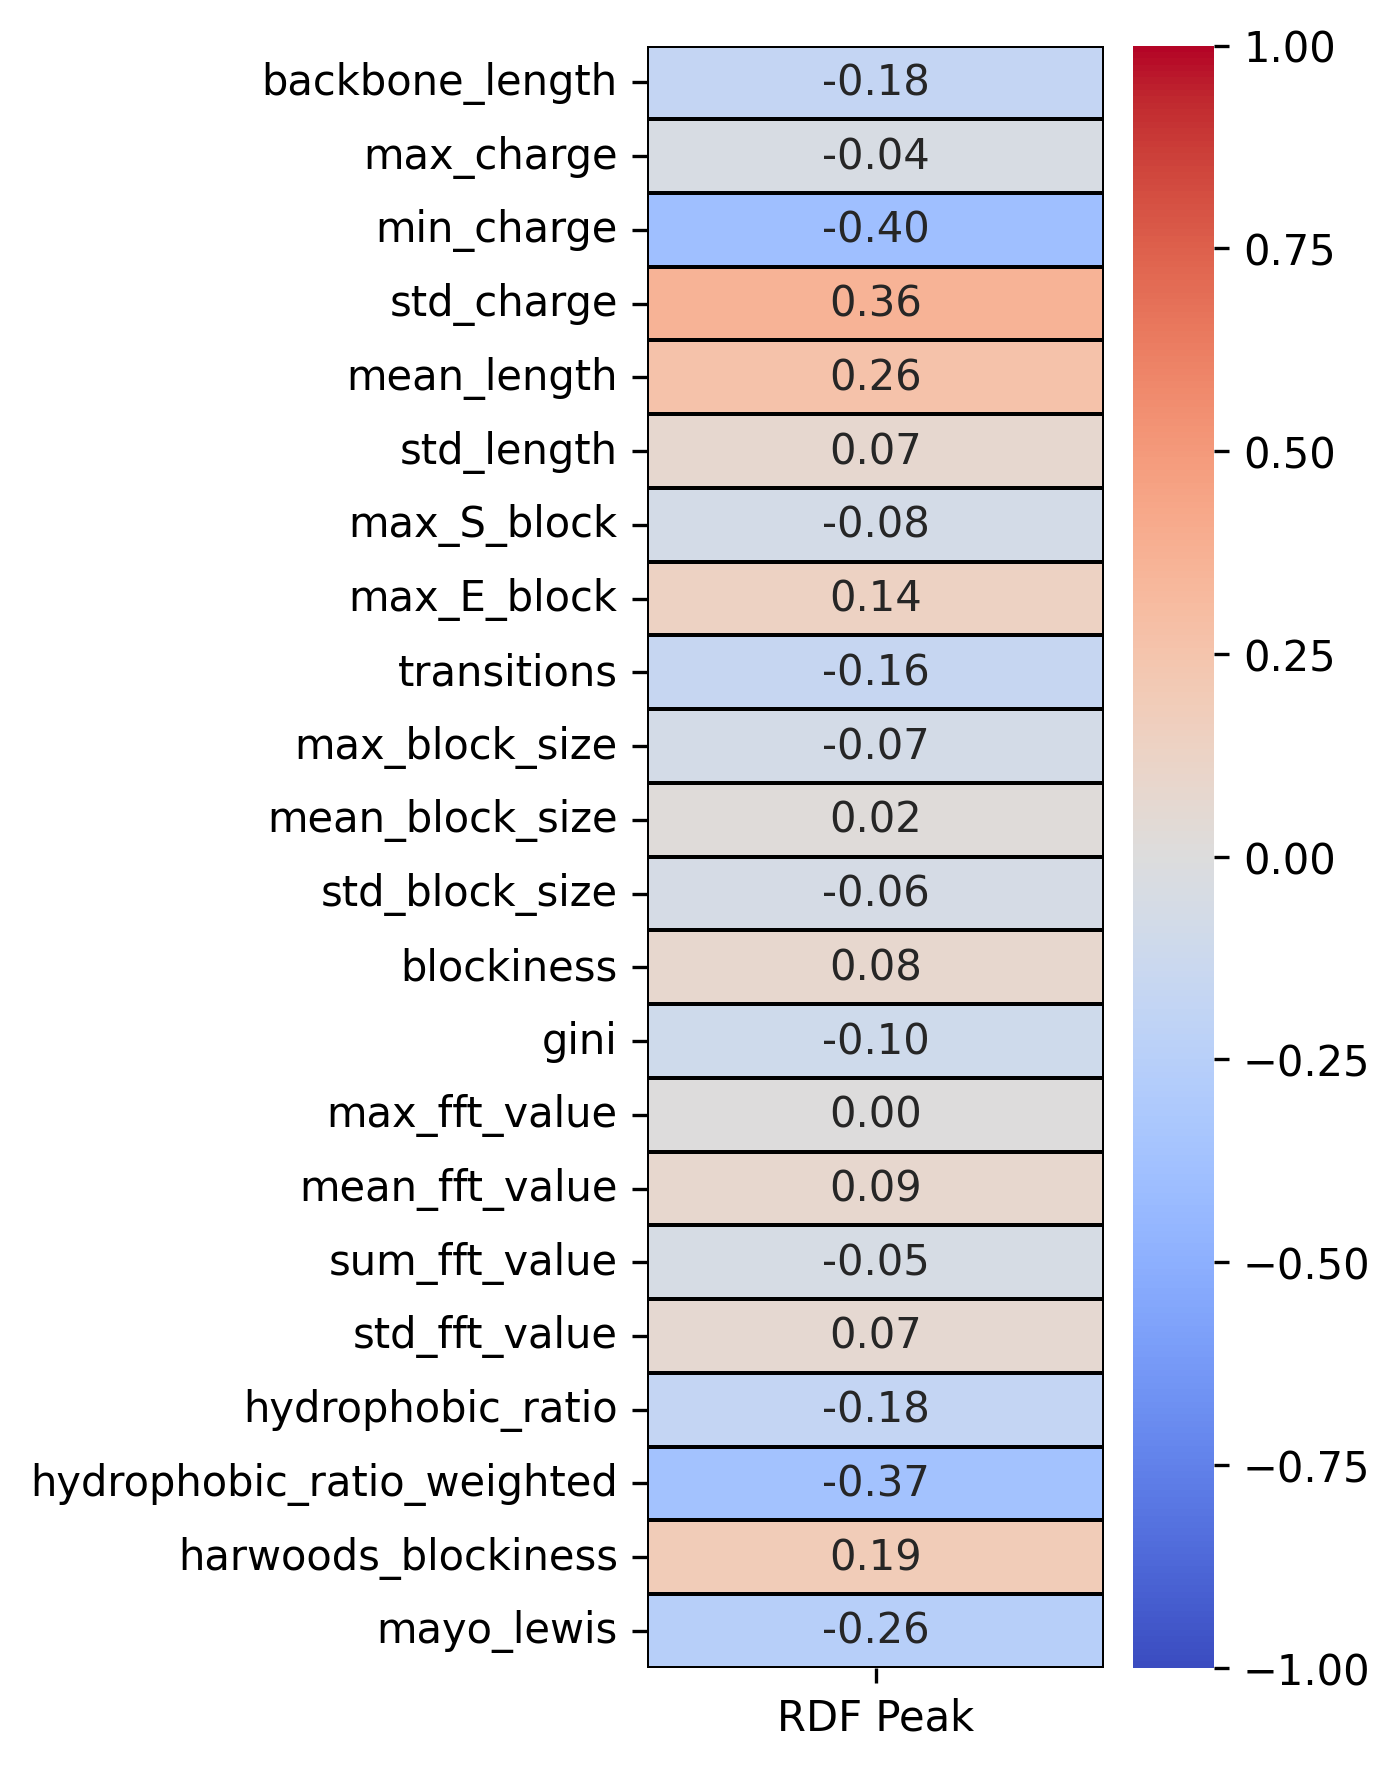 backbone_length -0.18
max_charge -0.04
min_charge -0.40
std_charge 0.36
mean_length 0.26
std_length 0.07
max_S_block -0.08
max_E_block 0.14
transitions -0.16
max_block_size -0.07
mean_block_size 0.02
std_block_size -0.06
blockiness 0.08
gini -0.10
max_fft_value 0.00
mean_fft_value 0.09
sum_fft_value -0.05
std_fft_value 0.07
hydrophobic_ratio -0.18
hydrophobic_ratio_weighted -0.37
harwoods_blockiness 0.19
mayo_lewis -0.26
RDF Peak
1.00
0.75
0.50
0.25
0.00
−0.25
−0.50
−0.75
−1.00